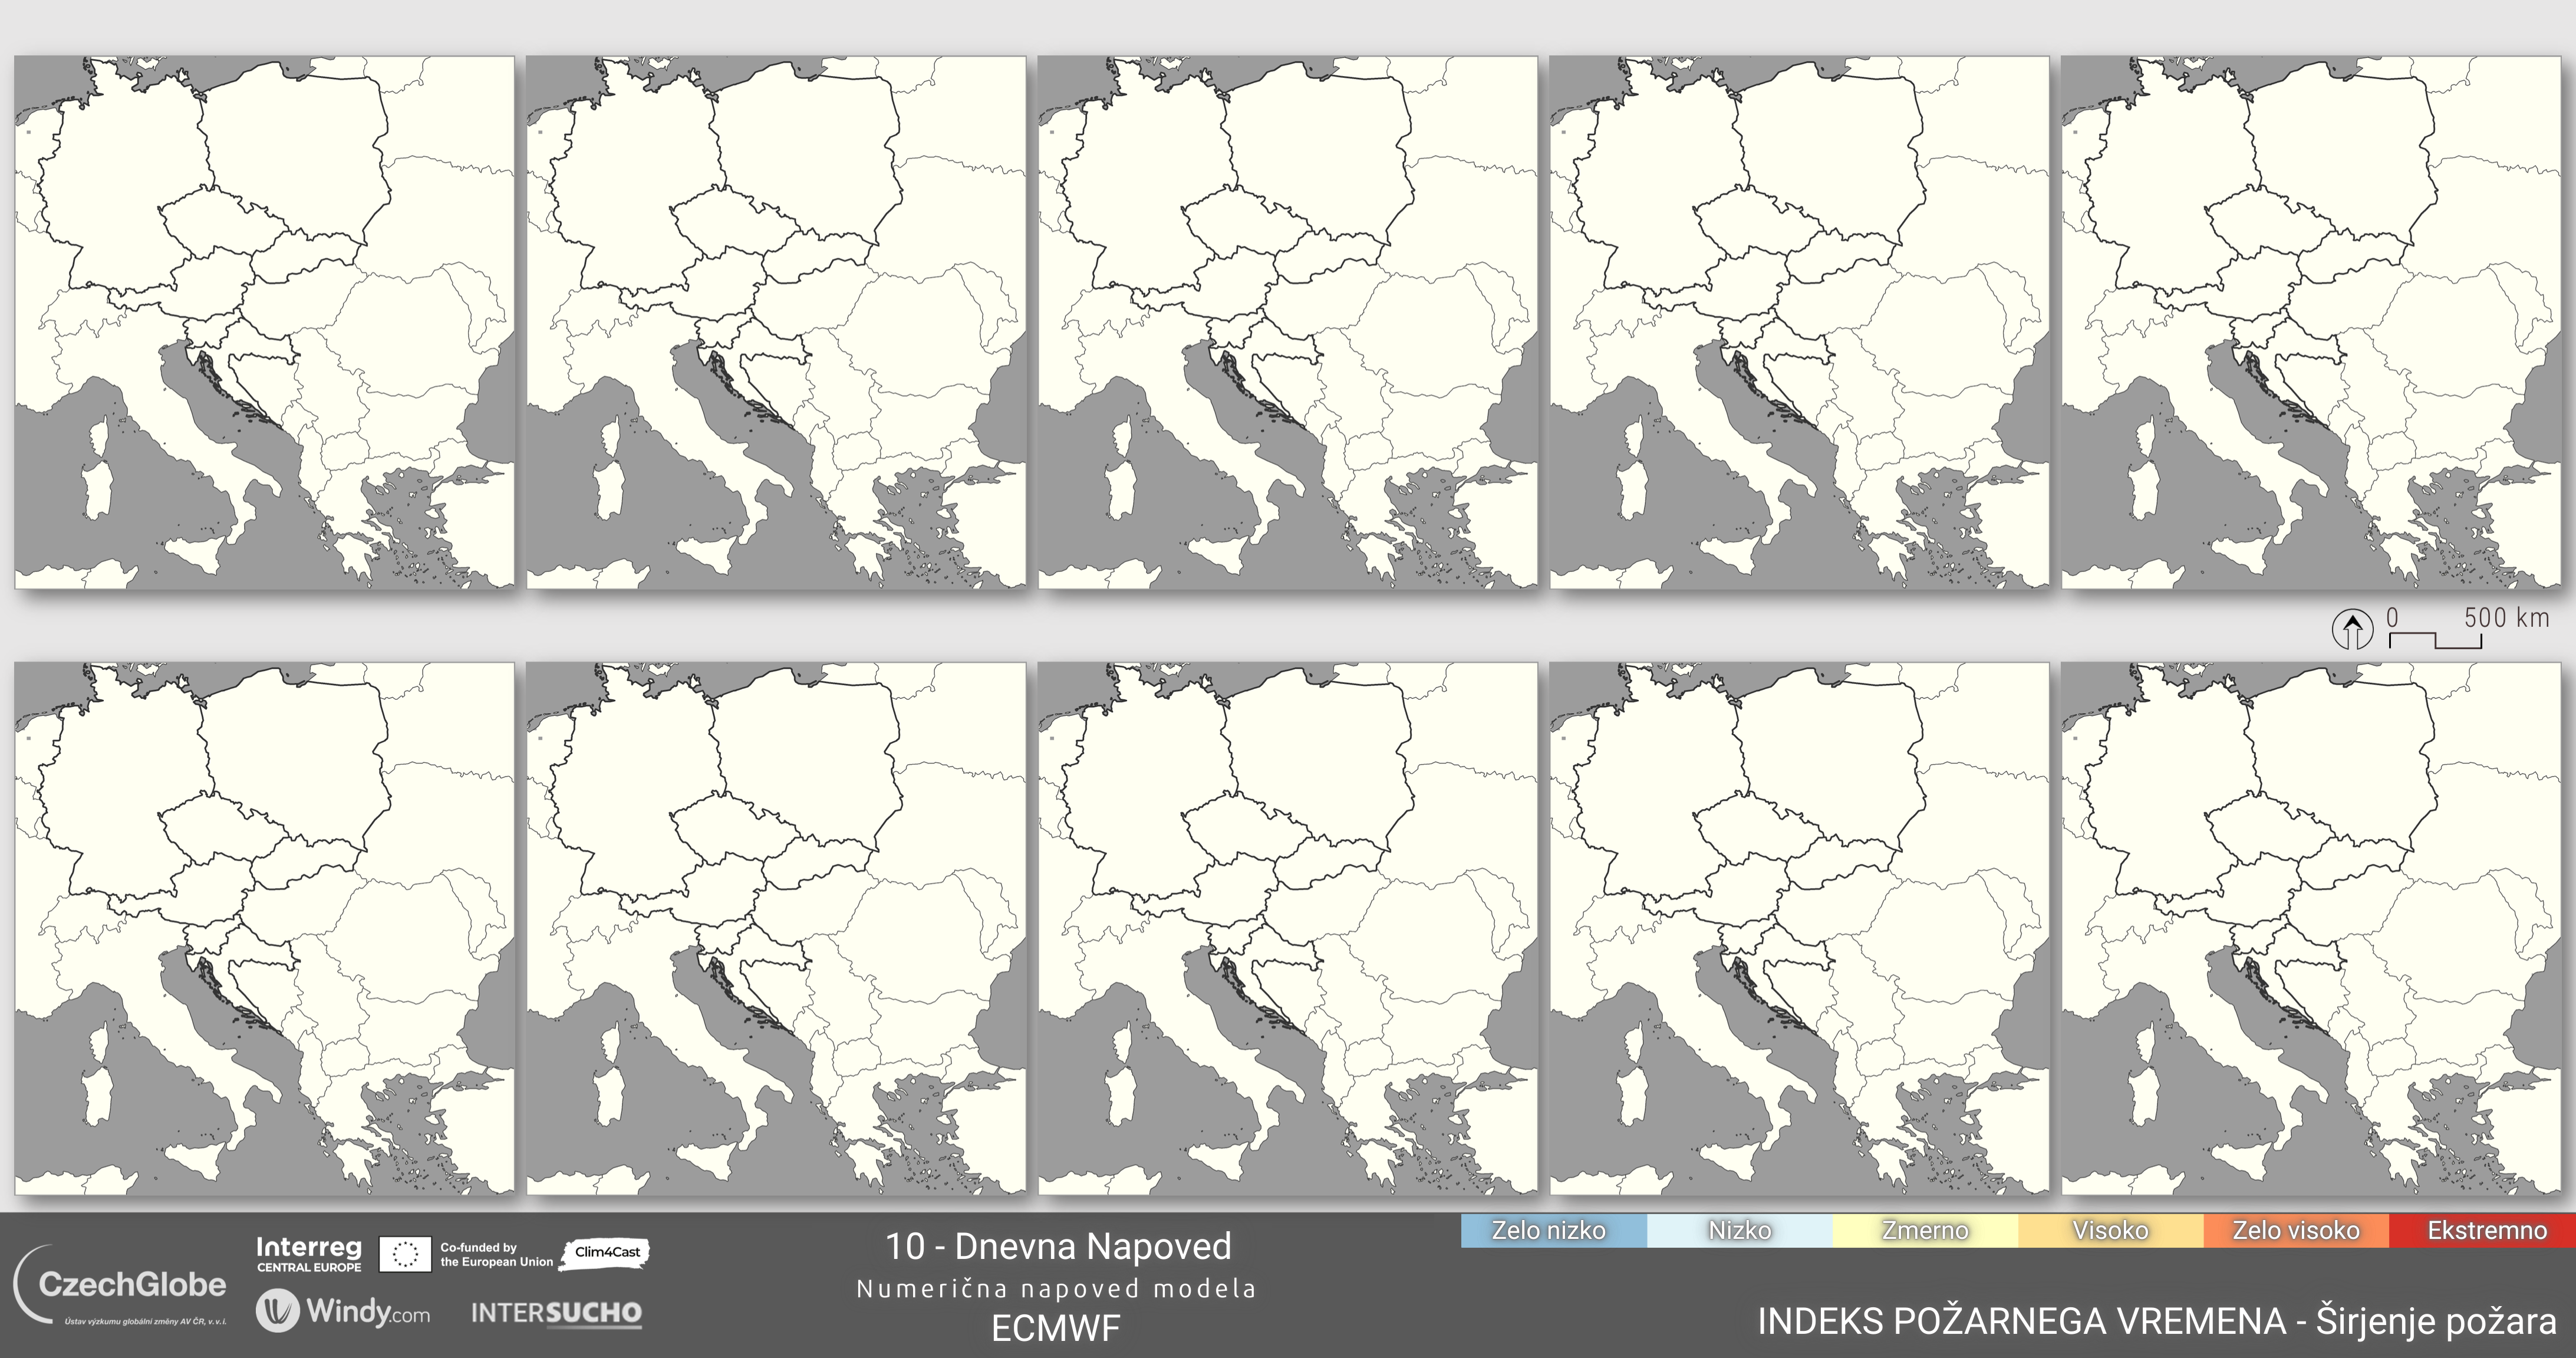 0 500 km
Zelo nizko Nizko Zmerno Visoko Zelo visoko Ekstremno
Interreg
CENTRAL EUROPE
Co-funded by
the European Union
Clim4Cast
CzechGlobe
Ústav výzkumu globální změny AV ČR, v. v. i.
Windy.com
INTERSUCHO
10 - Dnevna Napoved
Numerična napoved modela
ECMWF
INDEKS POŽARNEGA VREMENA - Širjenje požara